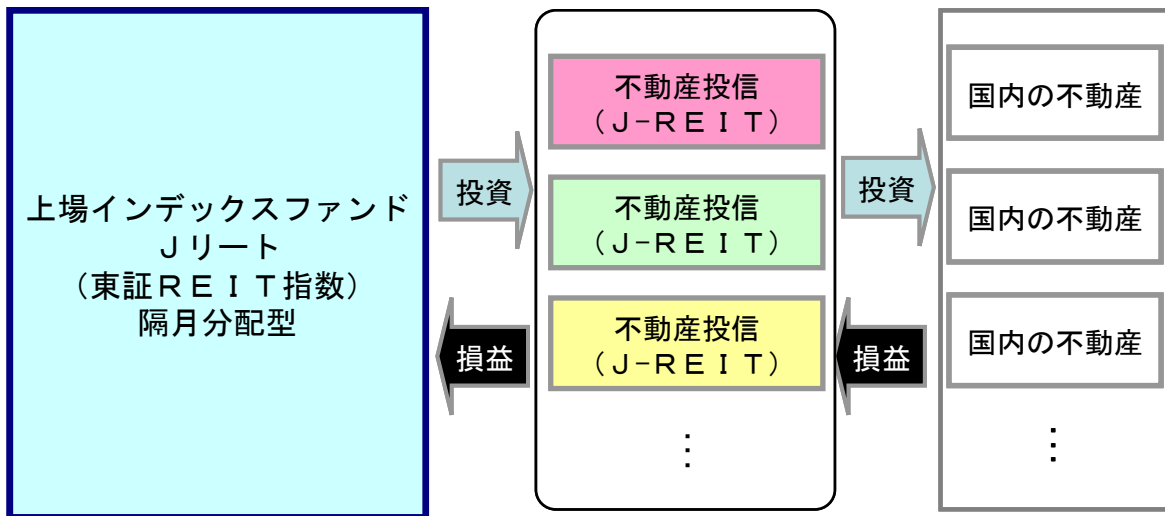 上場インデックスファンド
Jリート
（東証ＲＥＩＴ指数）
隔月分配型
投資
損益
不動産投信
（Ｊ−ＲＥＩＴ）
不動産投信
（Ｊ−ＲＥＩＴ）
不動産投信
（Ｊ−ＲＥＩＴ）
⋮
投資
損益
国内の不動産
国内の不動産
国内の不動産
⋮